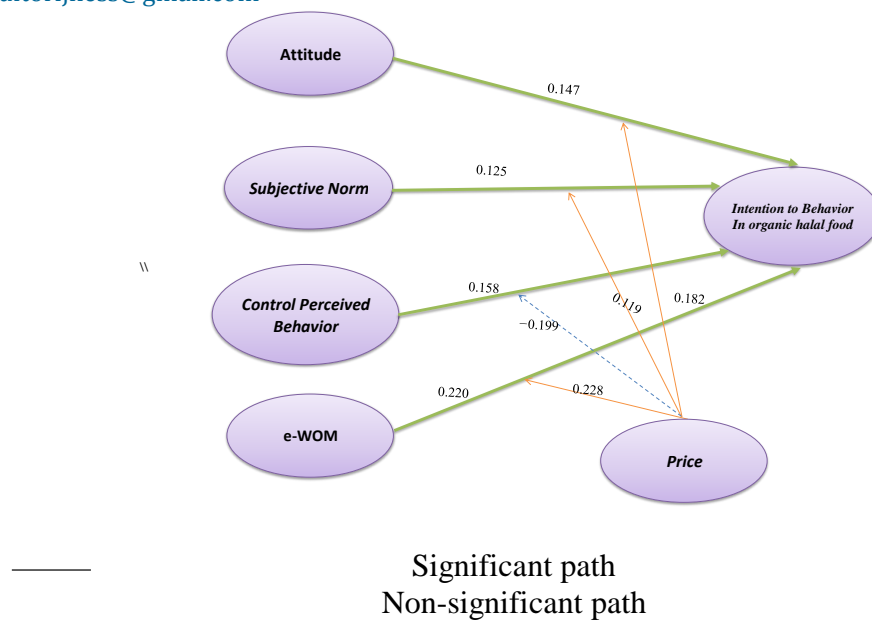 Attitude
0.147
Subjective Norm
0.125
Intention to Behavior
In organic halal food
\\
Control Perceived
Behavior
0.158
0.119
0.182
−0.199
e-WOM
0.220
0.228
Price
Significant path
Non-significant path